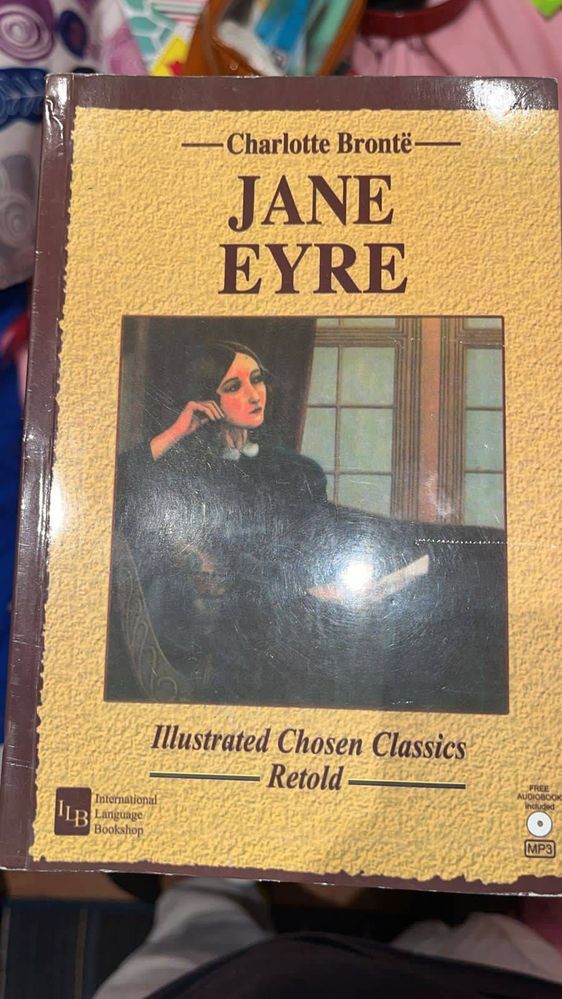 Charlotte Brontë
JANE
EYRE
Illustrated Chosen Classics
Retold
ILB
International
Language
Bookshop
FREE
AUDIOBOOK
Included
MP3